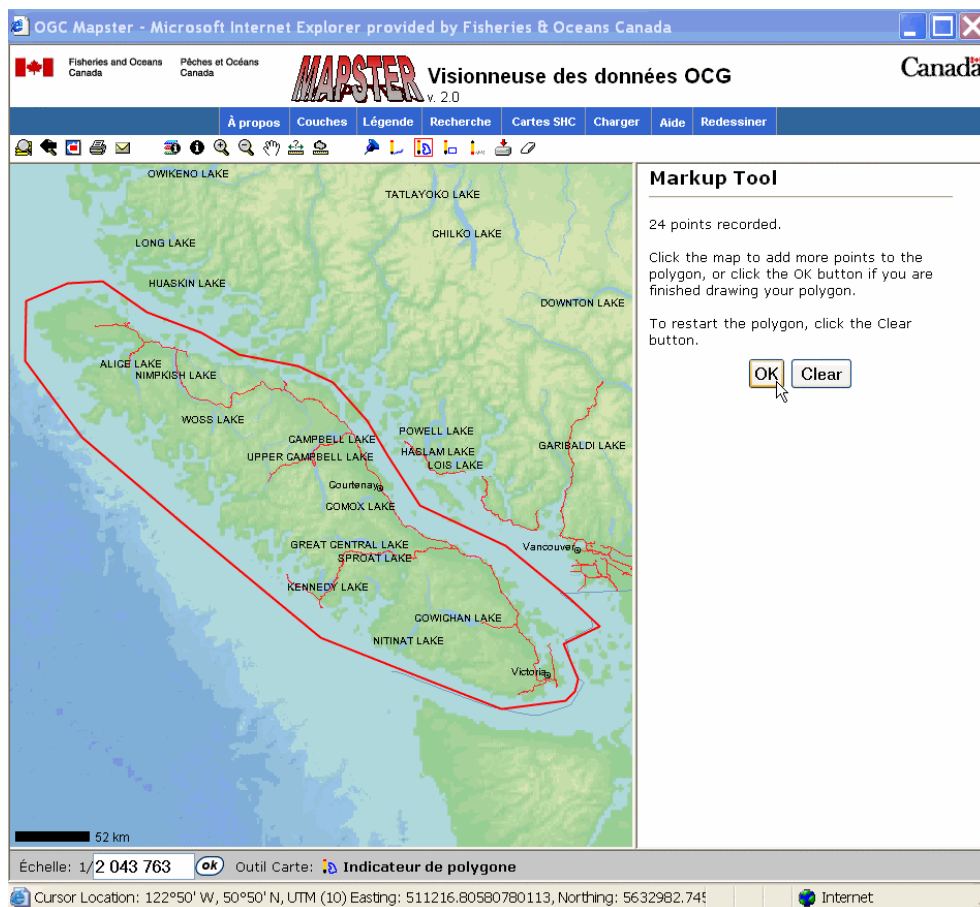 OGC Mapster - Microsoft Internet Explorer provided by Fisheries & Oceans Canada
Fisheries and Oceans Canada
Pêches et Océans Canada
MAPSTER
v. 2.0
Visionneuse des données OCG
Canada
À propos
Couches
Légende
Recherche
Cartes SHC
Charger
Aide
Redessiner
OWIKENO LAKE
TATLAYOKO LAKE
CHILKO LAKE
LONG LAKE
HUASKIN LAKE
DOWNTON LAKE
ALICE LAKE
NIMPKISH LAKE
WOSS LAKE
POWELL LAKE
CAMPBELL LAKE
GARIBALDI LAKE
HASLAM LAKE
UPPER CAMPBELL LAKE
LOIS LAKE
Courtenay
COMOX LAKE
GREAT CENTRAL LAKE
Vancouver
SPROAT LAKE
KENNEDY LAKE
COWICHAN LAKE
NITINAT LAKE
Victoria
52 km
Markup Tool
24 points recorded.
Click the map to add more points to the
polygon, or click the OK button if you are
finished drawing your polygon.
To restart the polygon, click the Clear
button.
OK
Clear
Échelle: 1/2 043 763 ok Outil Carte: Indicateur de polygone
Cursor Location: 122°50' W, 50°50' N, UTM (10) Easting: 511216.80580780113, Northing: 5632982.745
Internet